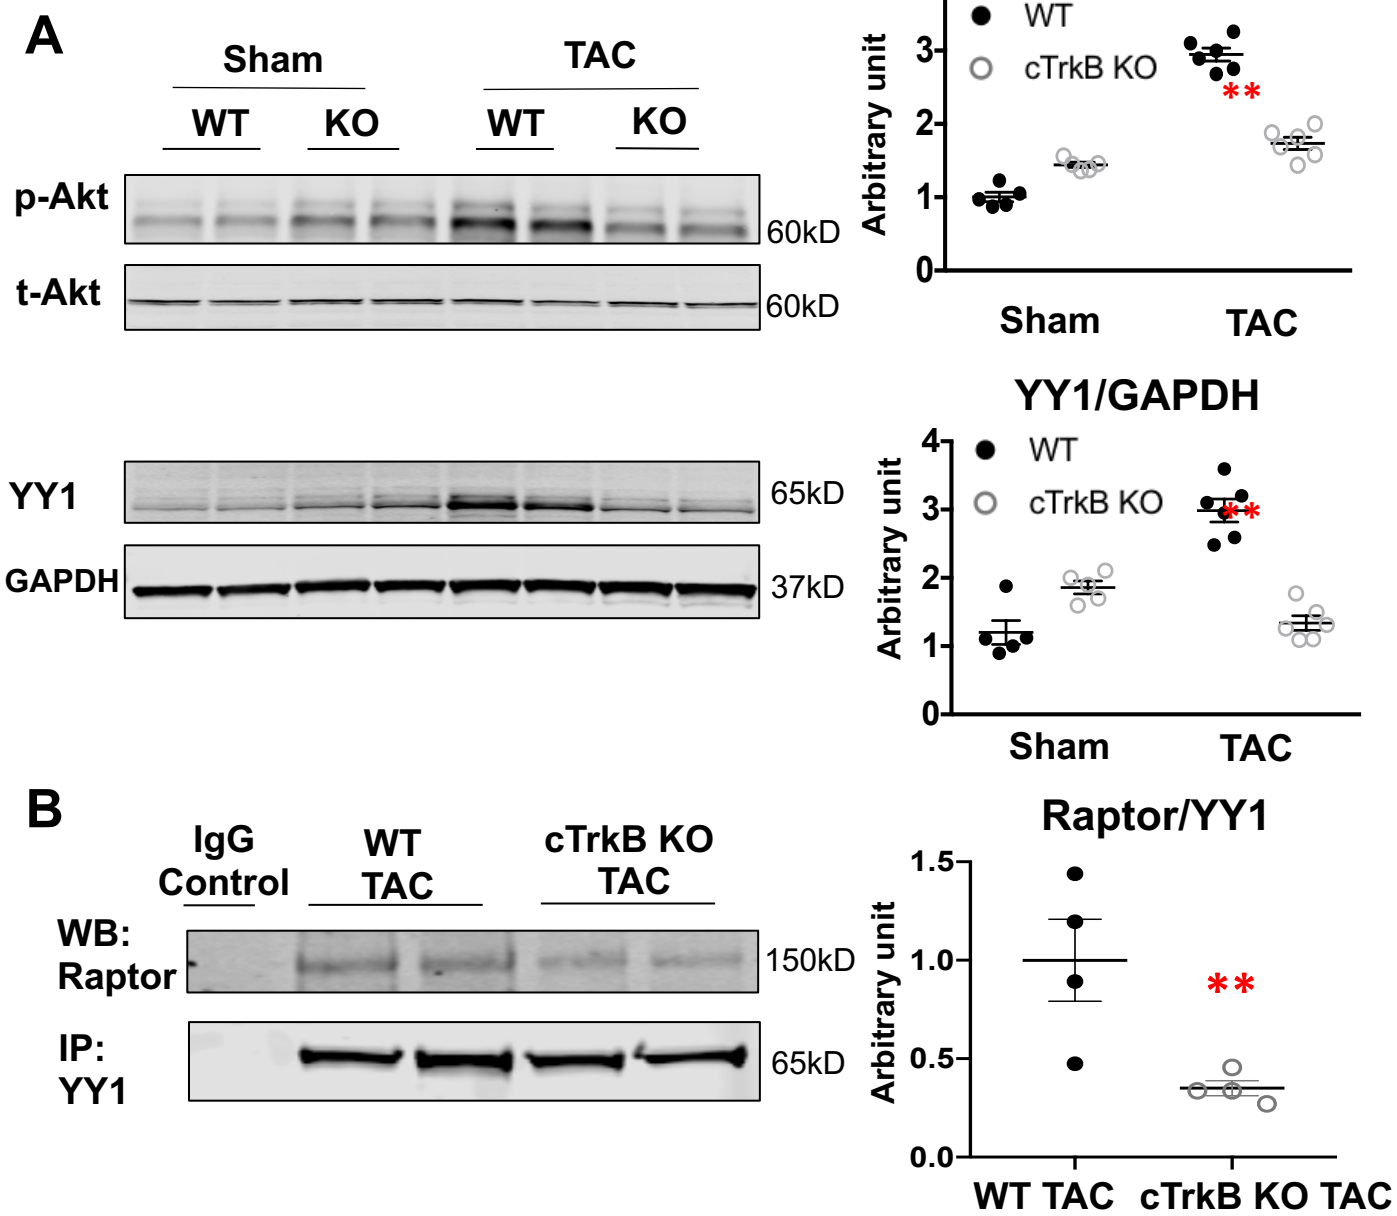 A
Sham
TAC
WT
KO
WT
KO
p-Akt
60kD
t-Akt
60kD
WT
cTrkB KO
Arbitrary unit
3
2
1
0
**
Sham
TAC
YY1
65kD
GAPDH
37kD
YY1/GAPDH
WT
cTrkB KO
Arbitrary unit
4
3
2
1
0
**
Sham
TAC
B
IgG
Control
WT
TAC
cTrkB KO
TAC
WB:
Raptor
150kD
IP:
YY1
65kD
Raptor/YY1
Arbitrary unit
1.5
1.0
0.5
0.0
**
WT TAC
cTrkB KO TAC